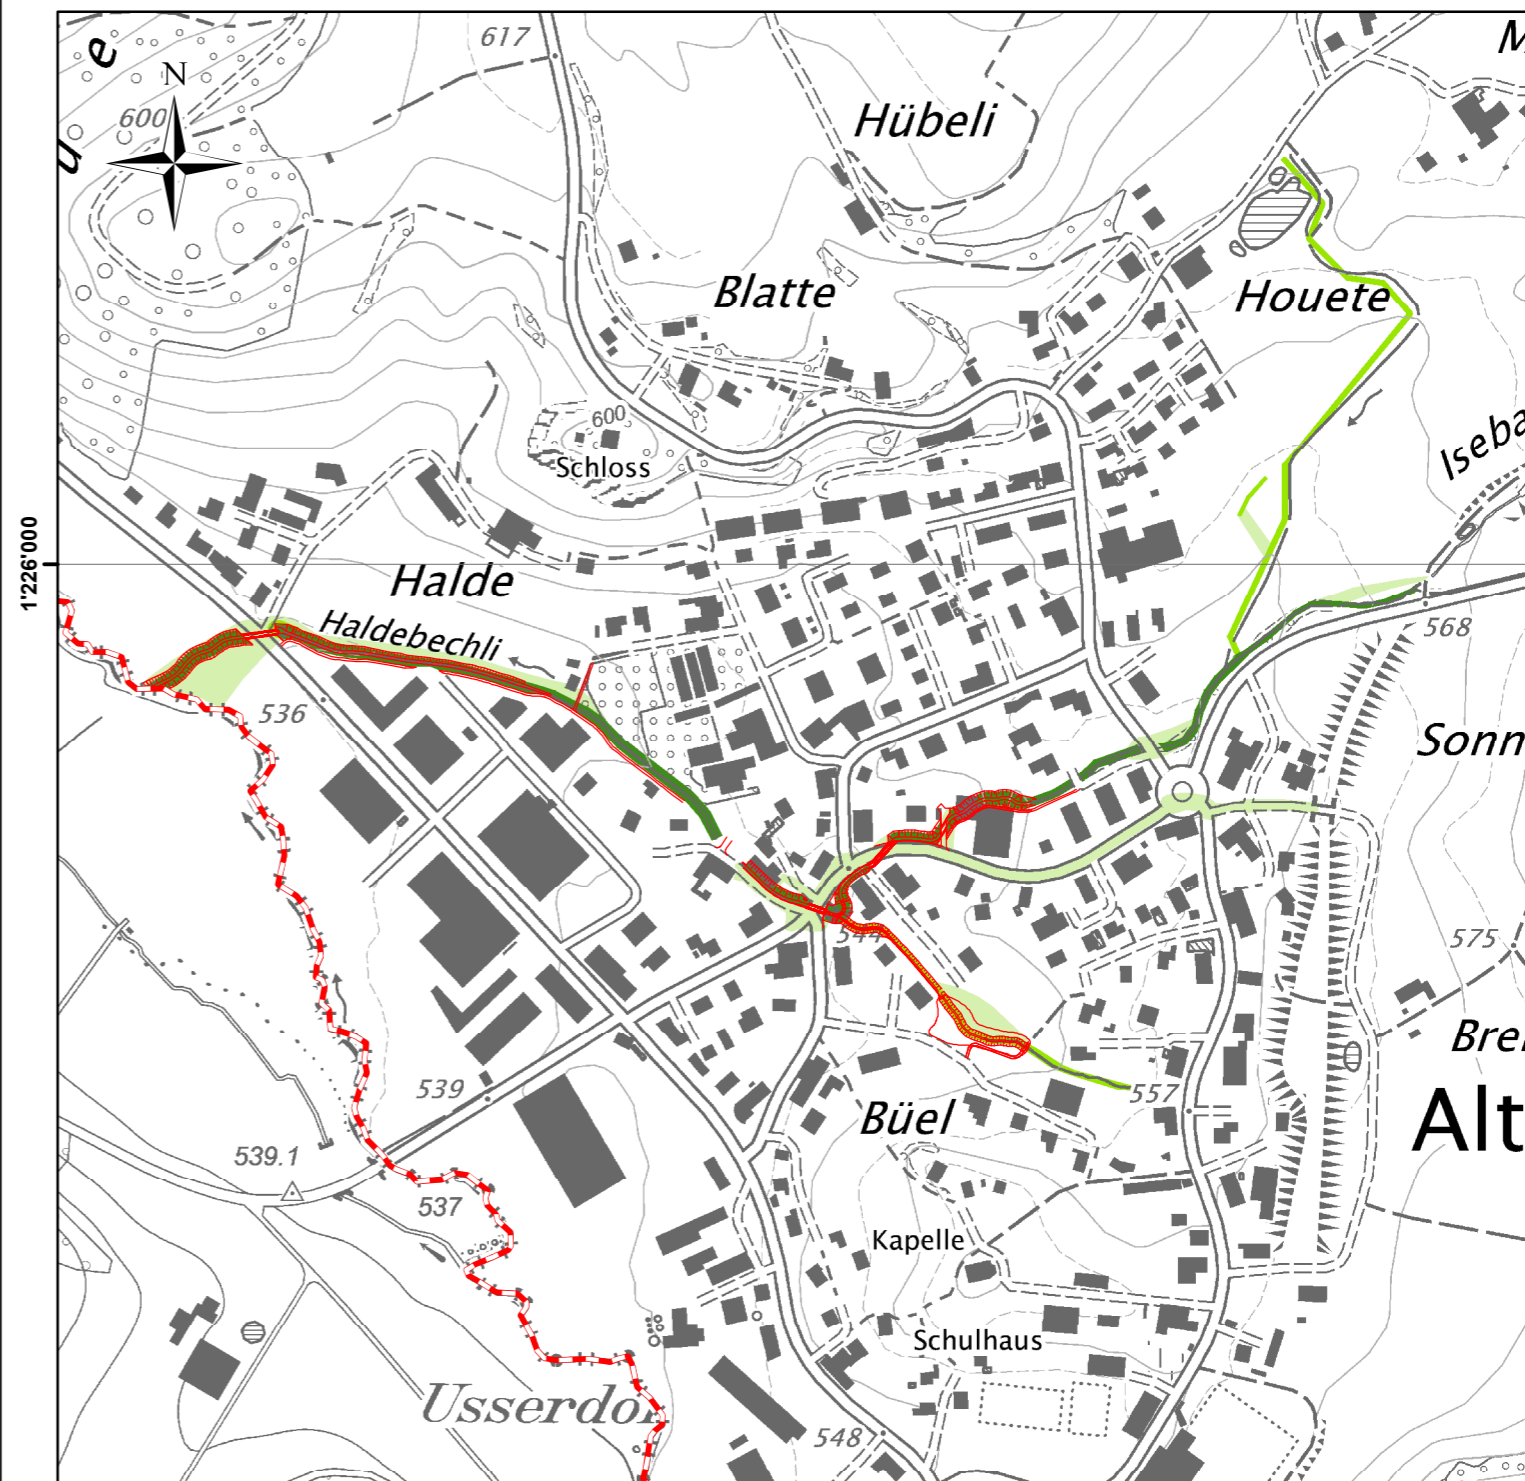 617
e
N
600
u
Hübeli
M
Blatte
Houete
600
Schloss
Iseba
1'226'000
Halde
Haldebechli
568
536
Sonn
544
575
Bre
539
557
Büel
Alt
539.1
537
Kapelle
Schulhaus
Usserdor
548